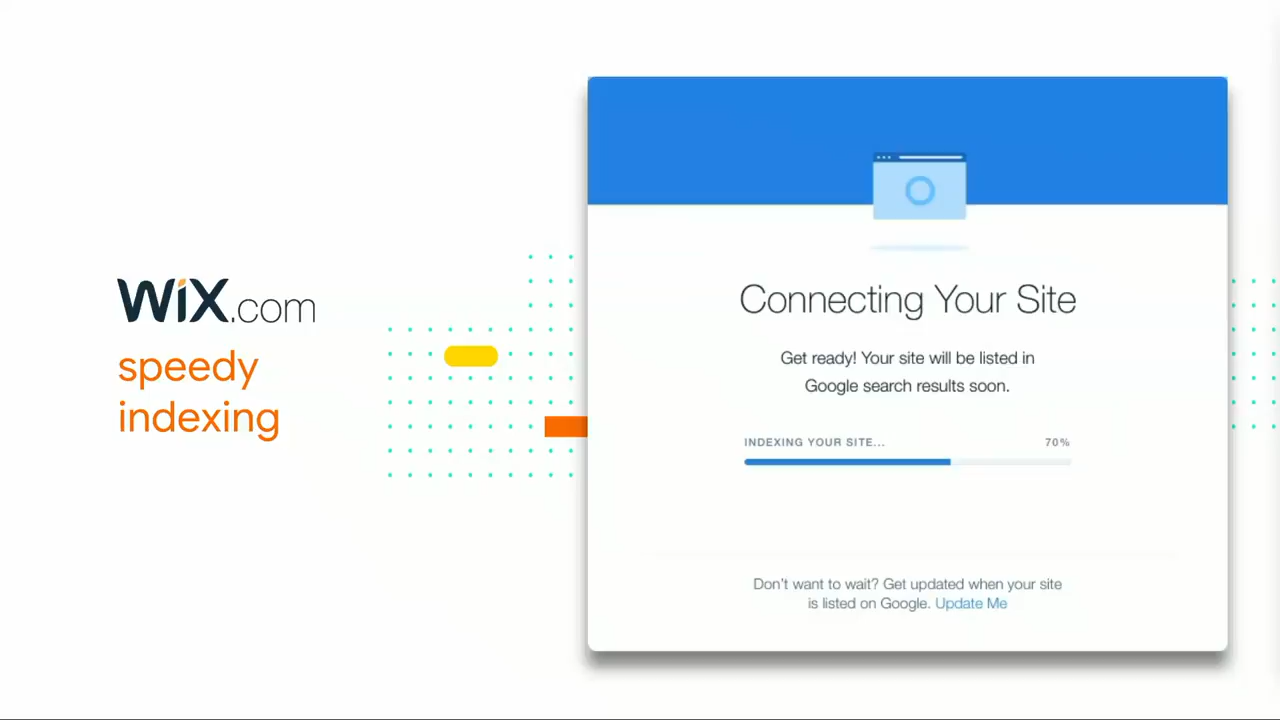 WiX.com
speedy
indexing
Connecting Your Site
Get ready! Your site will be listed in
Google search results soon.
INDEXING YOUR SITE... 70%
Don't want to wait? Get updated when your site
is listed on Google. Update Me